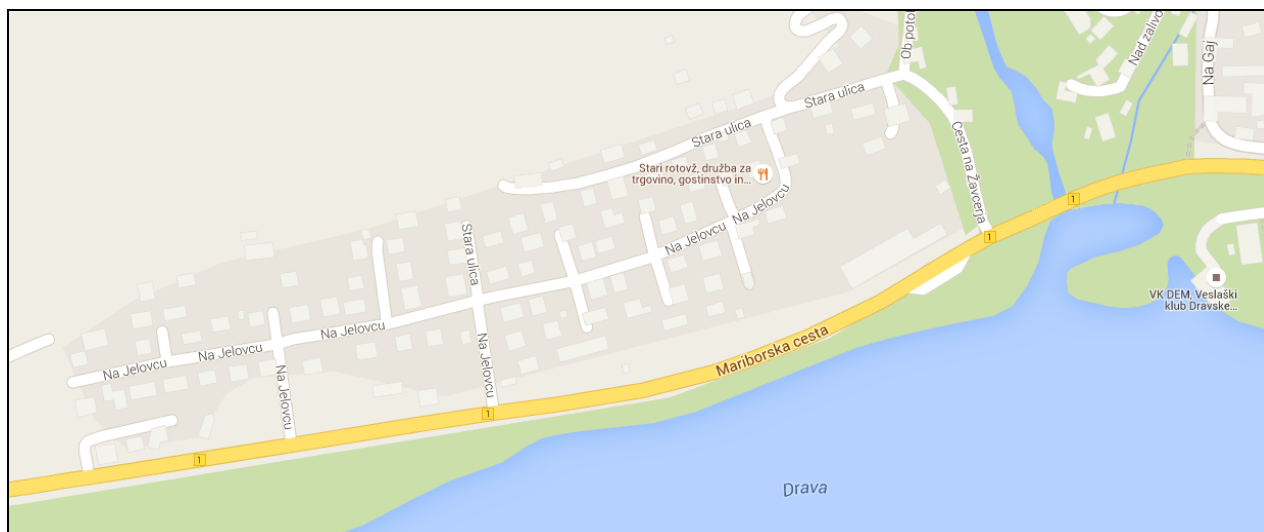 Ob potoku
Nad zalivo
Na Gaj
Stara ulica
Stara ulica
Cesta na Žavcerja
Stari rotovž, družba za
trgovino, gostinstvo in...
1
Na Jelovcu
Na Jelovcu
Stara ulica
1
VK DEM, Veslaški
klub Dravske...
Na Jelovcu
Na Jelovcu
Na Jelovcu
Na Jelovcu
Na Jelovcu
Mariborska cesta
1
1
Drava